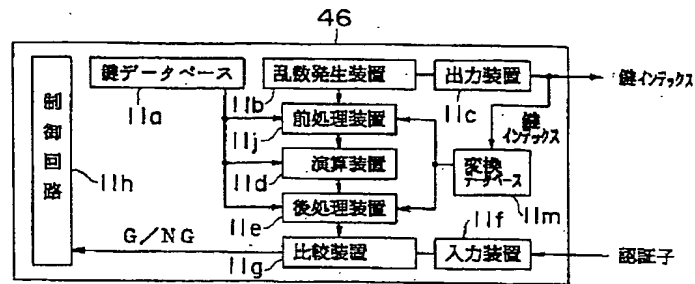 46
鍵データベース
11a
乱数発生装置
11b
出力装置
11c
鍵インデックス
鍵
インデックス
制御回路
11h
前処理装置
11j
演算装置
11d
変換
データベース
11m
後処理装置
11e
11f
G/NG
比較装置
11g
入力装置
認証子